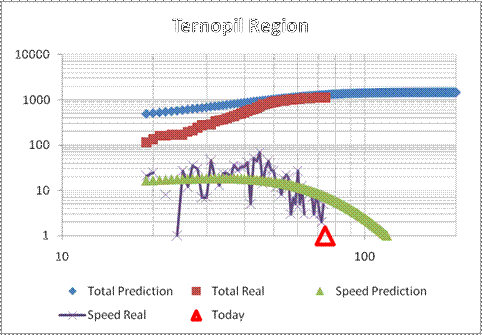 Ternopil Region
10000
1000
100
10
1
10 100
Total Prediction Total Real Speed Prediction
Speed Real Today